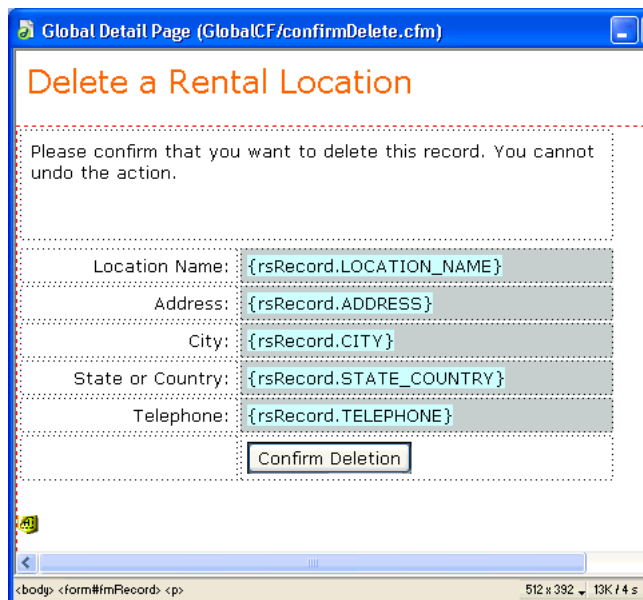 Global Detail Page (GlobalCF/confirmDelete.cfm)
Delete a Rental Location
Please confirm that you want to delete this record. You cannot
undo the action.
Location Name: {rsRecord.LOCATION_NAME}
Address: {rsRecord.ADDRESS}
City: {rsRecord.CITY}
State or Country: {rsRecord.STATE_COUNTRY}
Telephone: {rsRecord.TELEPHONE}
Confirm Deletion
<body> <form#fmRecord> <p> 512 x 392 13K / 4 s